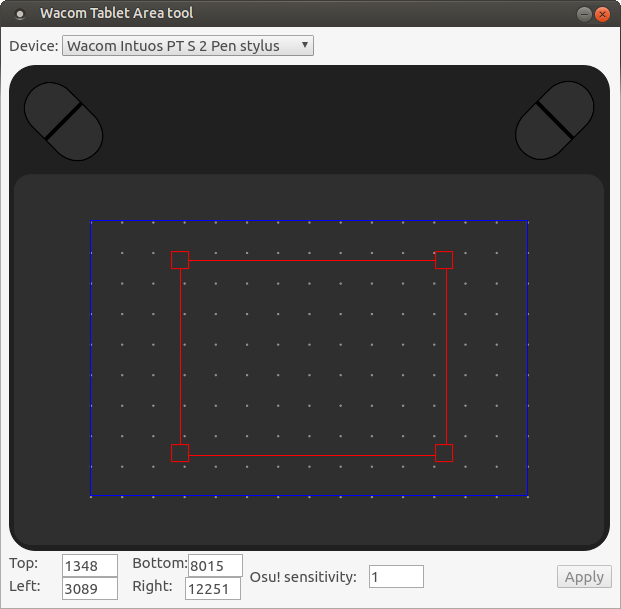 Wacom Tablet Area tool
Device: Wacom Intuos PT S 2 Pen stylus
Top: 1348 Bottom: 8015
Left: 3089 Right: 12251
Osu! sensitivity: 1
Apply